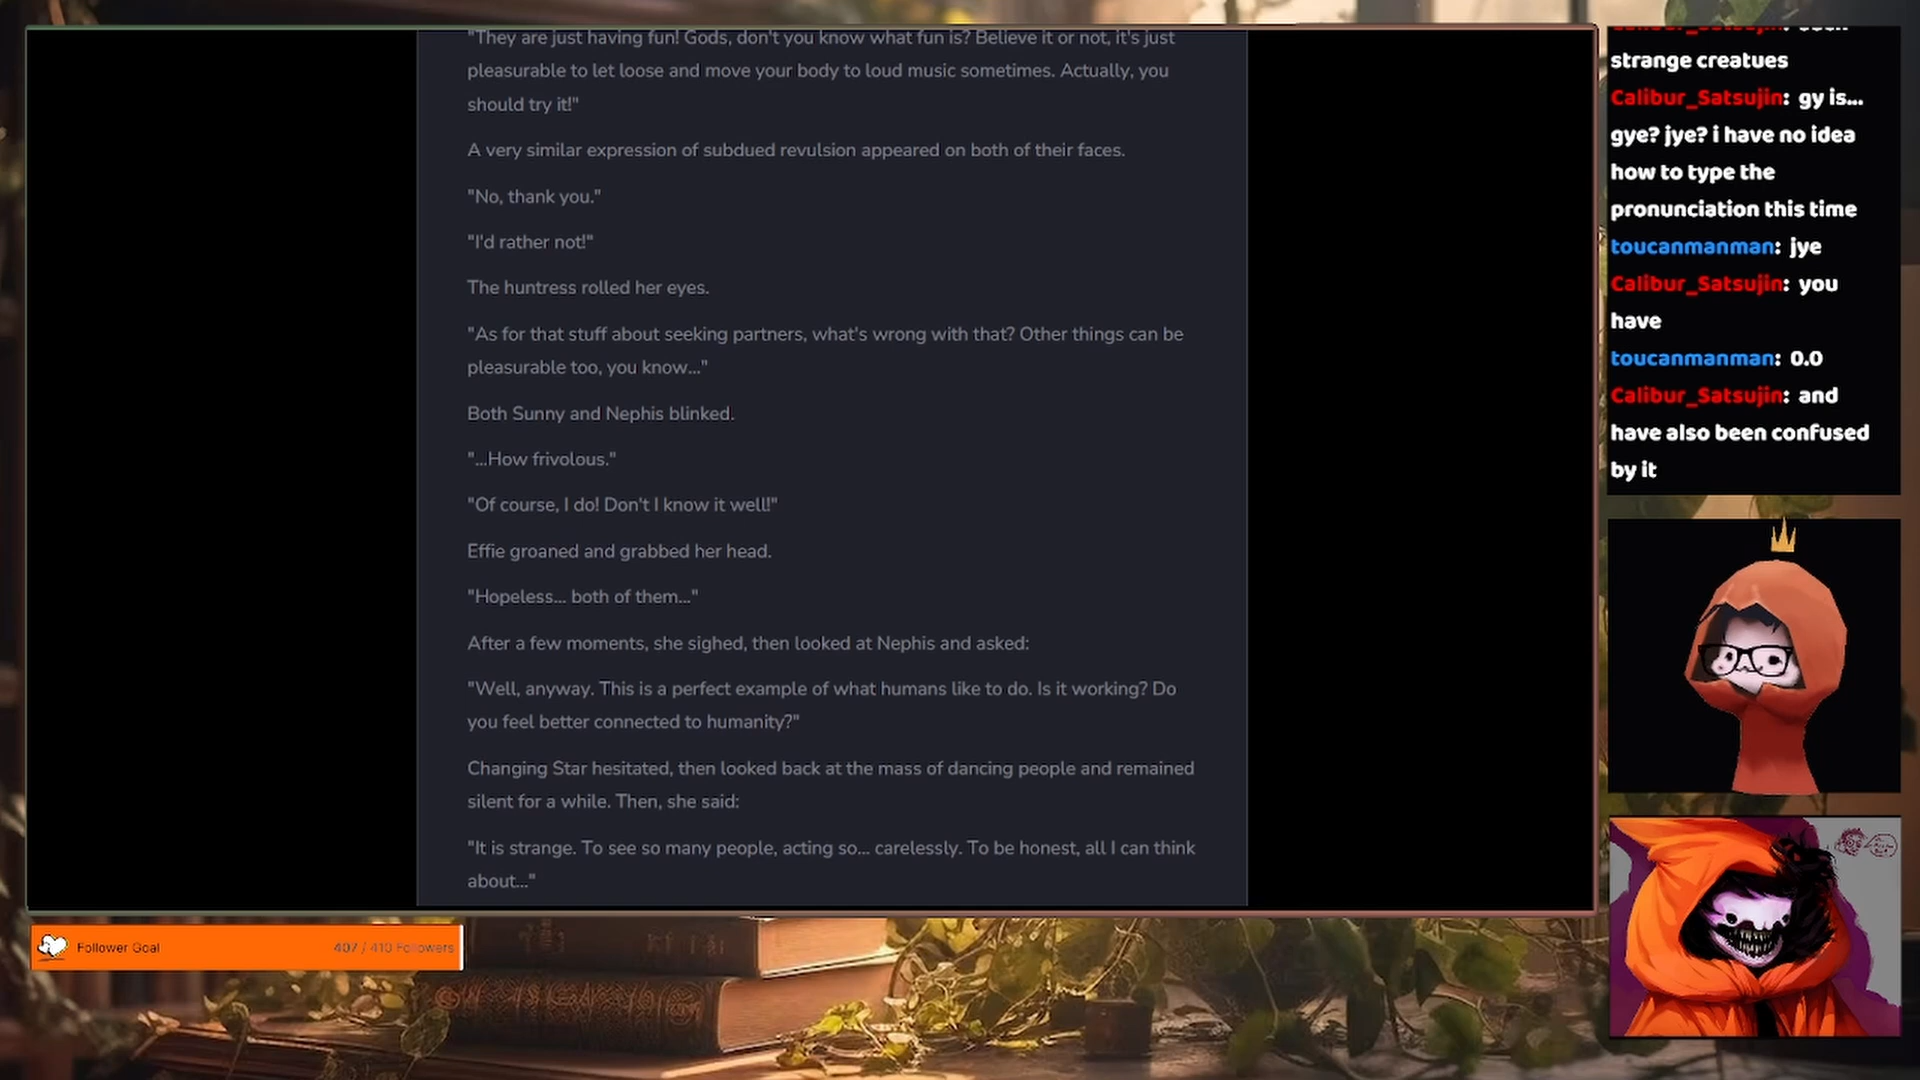 "They are just having fun! Gods, don't you know what fun is? Believe it or not, it's just
pleasurable to let loose and move your body to loud music sometimes. Actually, you
should try it!"
A very similar expression of subdued revulsion appeared on both of their faces.
"No, thank you."
"I'd rather not!"
The huntress rolled her eyes.
"As for that stuff about seeking partners, what's wrong with that? Other things can be
pleasurable too, you know..."
Both Sunny and Nephis blinked.
"...How frivolous."
"Of course, I do! Don't I know it well!"
Effie groaned and grabbed her head.
"Hopeless... both of them..."
After a few moments, she sighed, then looked at Nephis and asked:
"Well, anyway. This is a perfect example of what humans like to do. Is it working? Do
you feel better connected to humanity?"
Changing Star hesitated, then looked back at the mass of dancing people and remained
silent for a while. Then, she said:
"It is strange. To see so many people, acting so... carelessly. To be honest, all I can think
about..."
strange creatues
Calibur_Satsujin: gy is...
gye? jye? i have no idea
how to type the
pronunciation this time
toucanmanman: jye
Calibur_Satsujin: you
have
toucanmanman: 0.0
Calibur_Satsujin: and
have also been confused
by it
Follower Goal
407 / 410 Followers